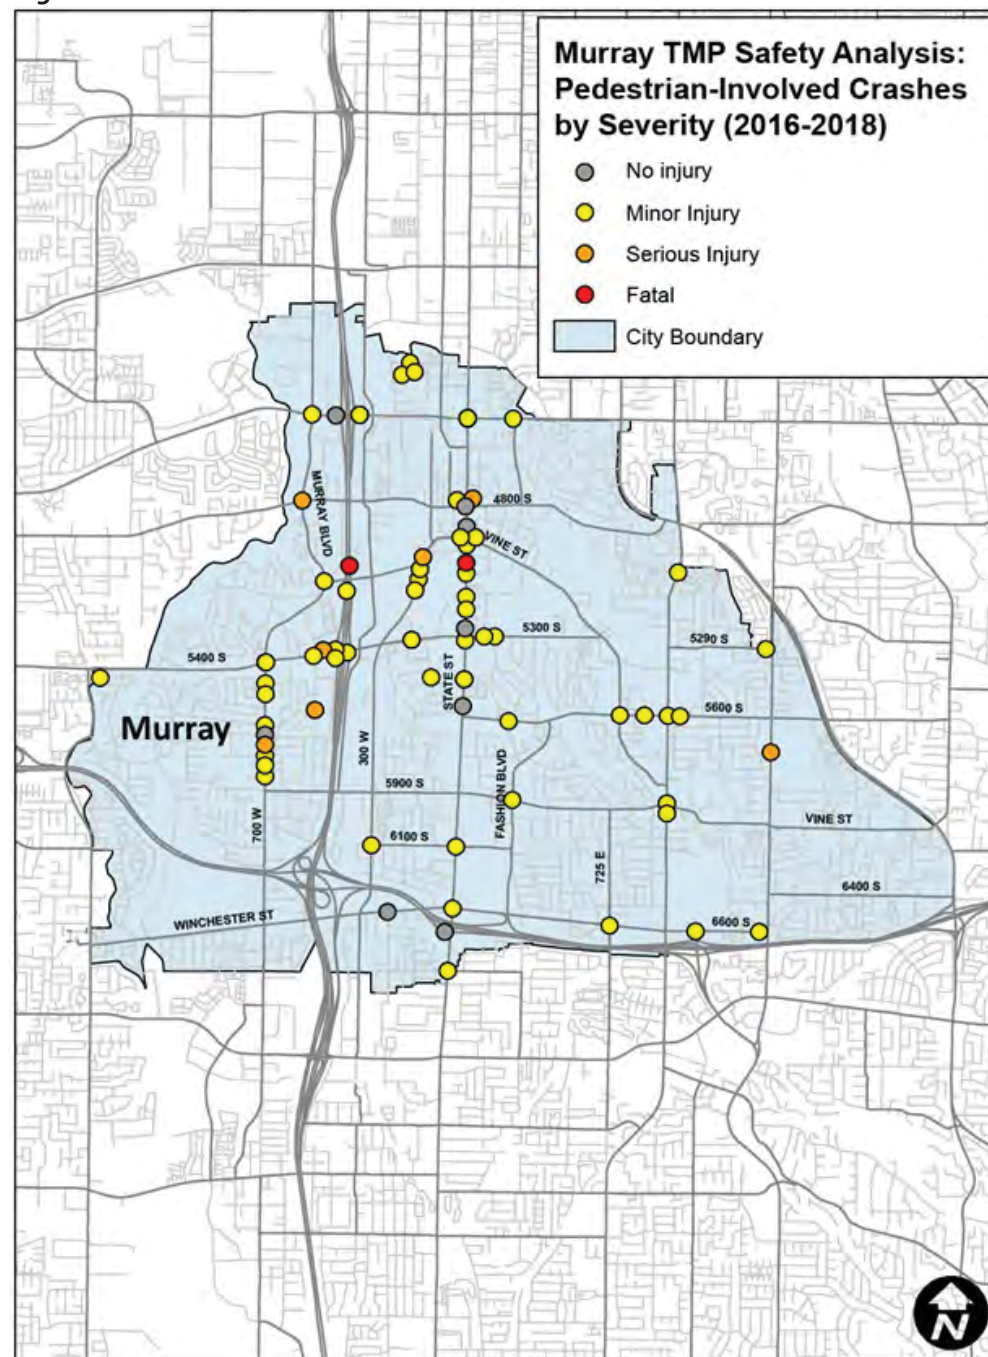 Murray TMP Safety Analysis:
Pedestrian-Involved Crashes
by Severity (2016-2018)
No injury
Minor Injury
Serious Injury
Fatal
City Boundary
MURRAY BLVD
4800 S
VINE ST
5300 S
5290 S
5400 S
STATE ST
5600 S
Murray
300 W
FASHION BLVD
5900 S
700 W
6100 S
VINE ST
725 E
6400 S
WINCHESTER ST
6600 S
N